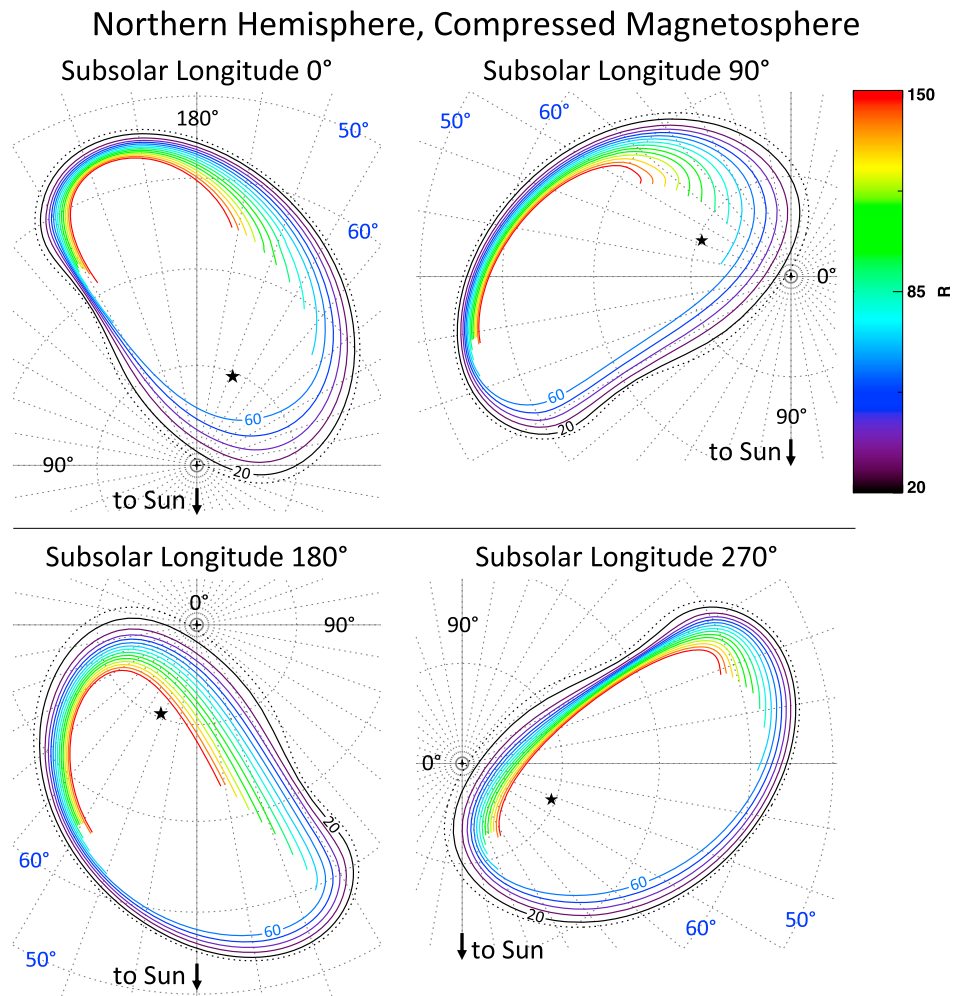 Northern Hemisphere, Compressed Magnetosphere
Subsolar Longitude 0°
Subsolar Longitude 90°
180°
50°
60°
60
20
90°
to Sun
50°
60°
0°
60
20
90°
to Sun
150
85
20
R
Subsolar Longitude 180°
Subsolar Longitude 270°
0°
90°
20
60°
60
50°
to Sun
90°
0°
60
20
60°
50°
to Sun